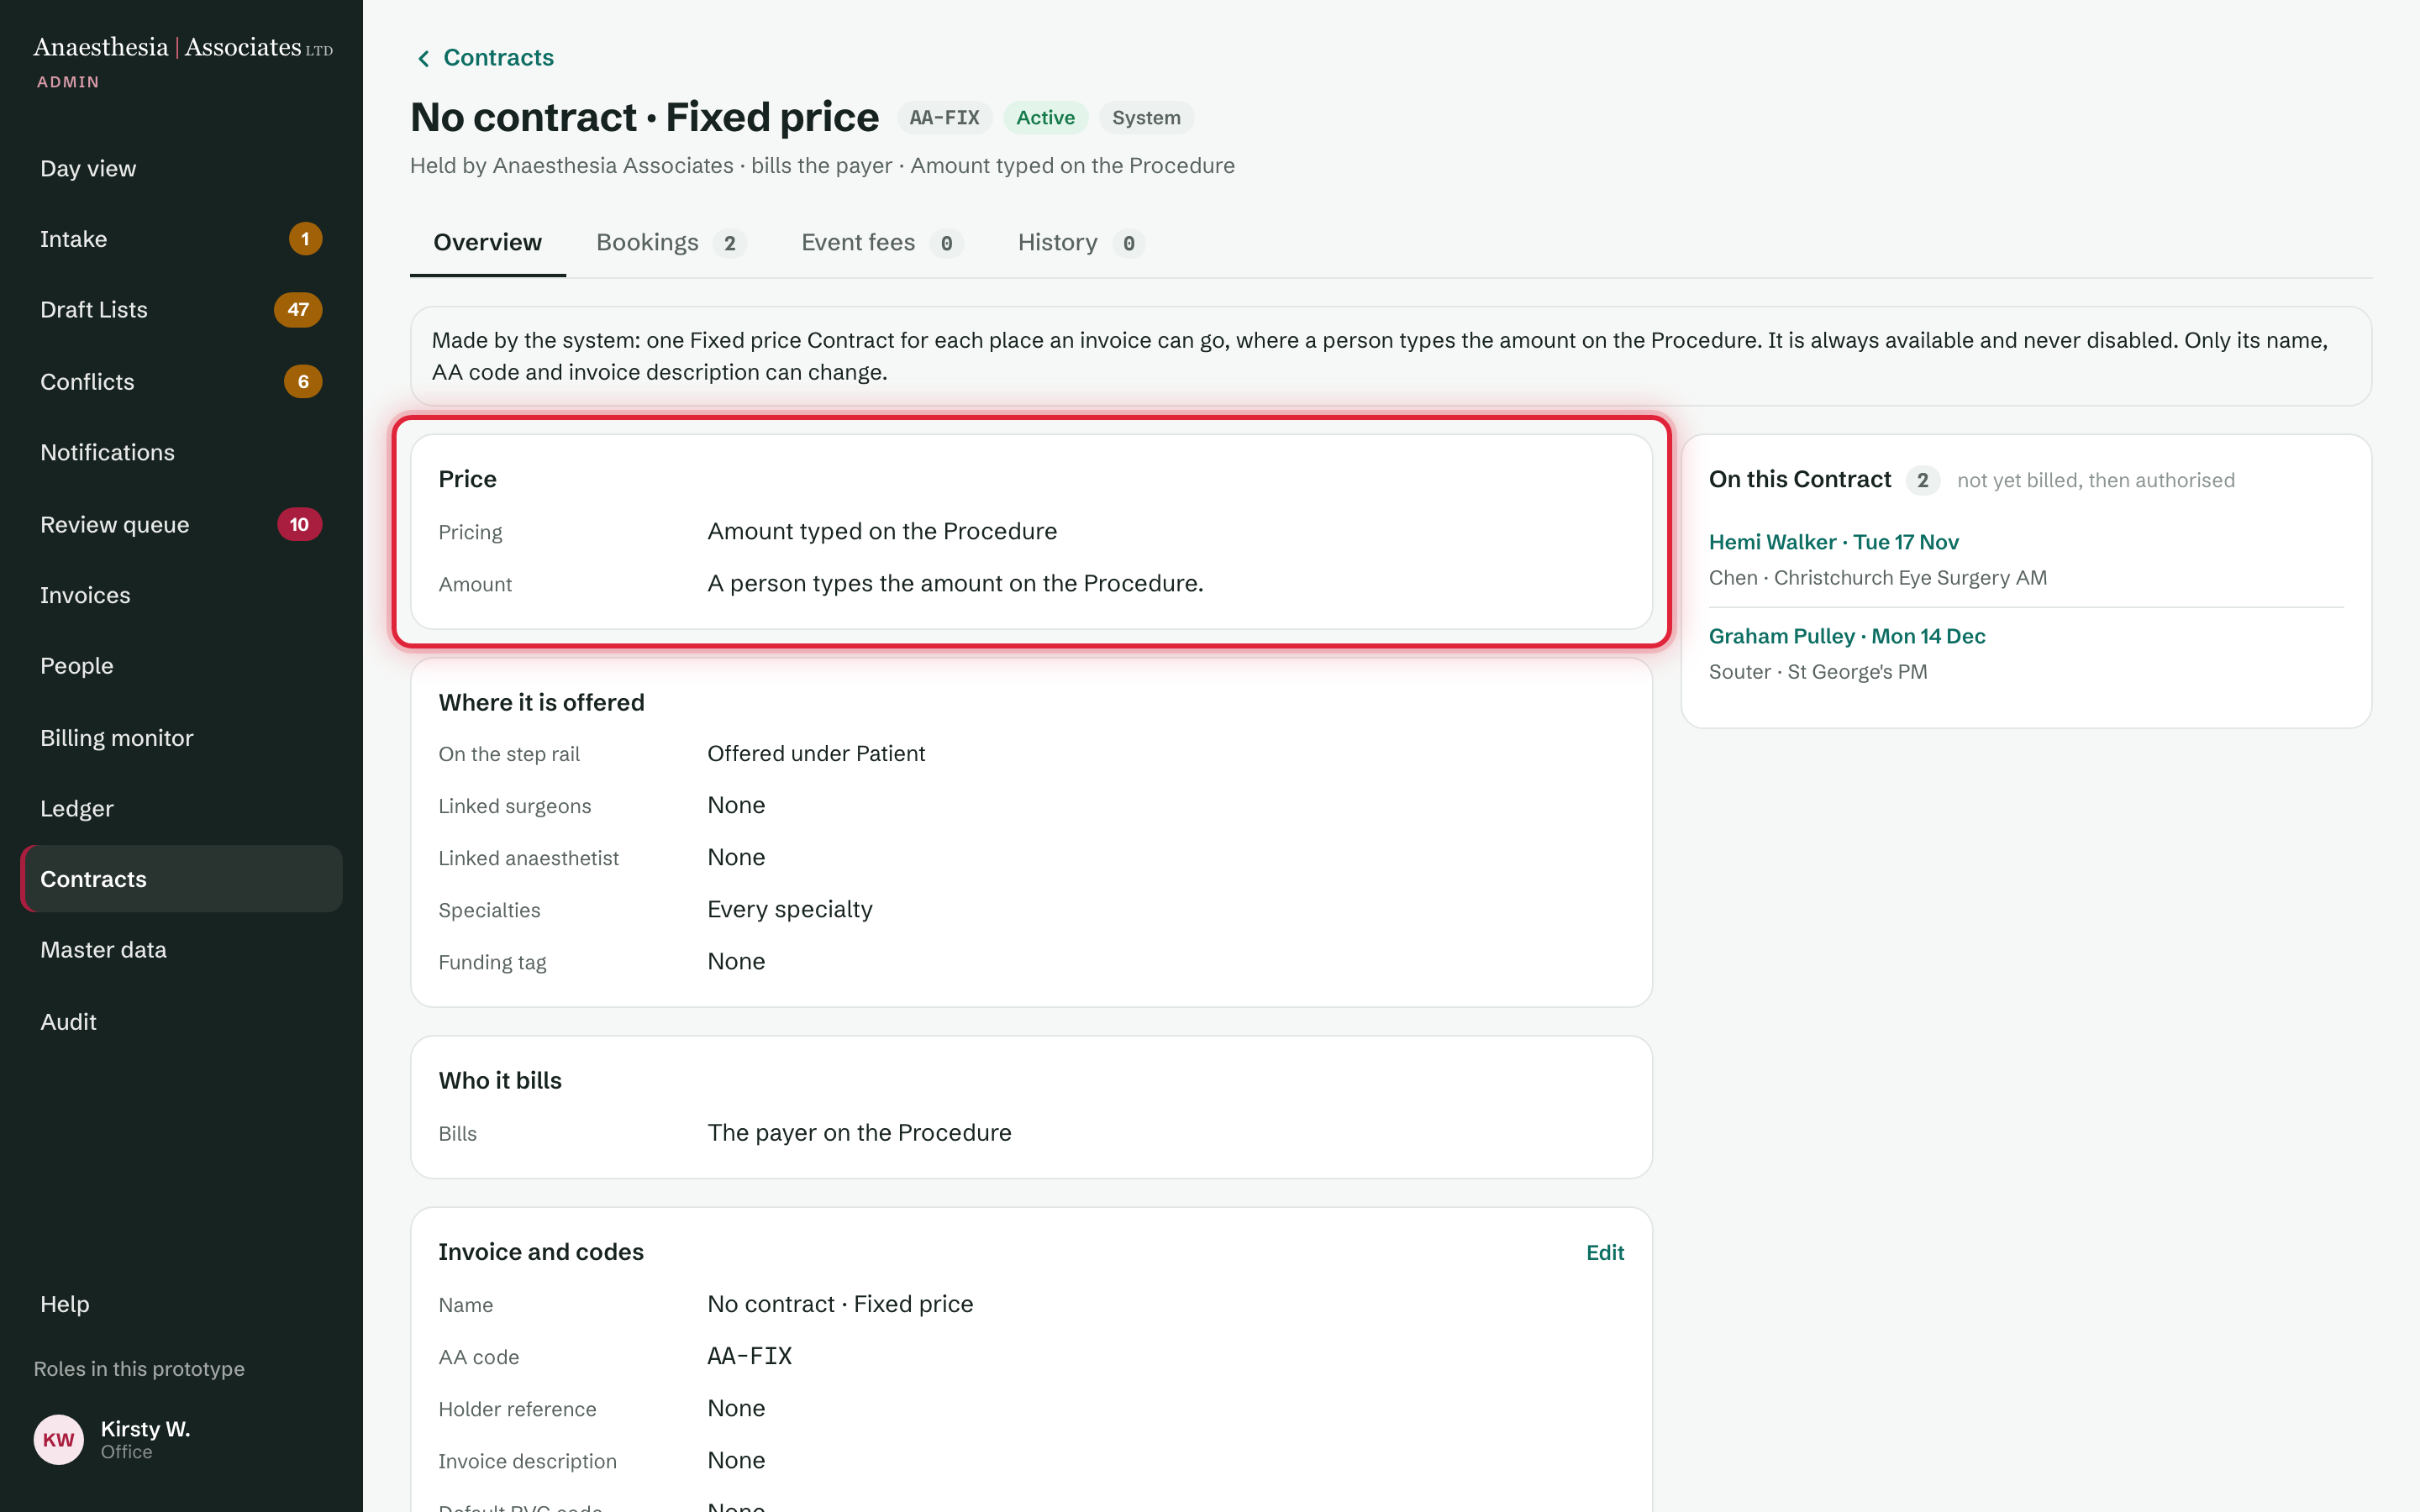 Anaesthesia | Associates LTD
ADMIN
Day view
Intake 1
Draft Lists 47
Conflicts 6
Notifications
Review queue 10
Invoices
People
Billing monitor
Ledger
Contracts
Master data
Audit
Help
Roles in this prototype
KW
Kirsty W.
Office
Contracts
No contract · Fixed price AA-FIX Active System
Held by Anaesthesia Associates · bills the payer · Amount typed on the Procedure
Overview Bookings 2 Event fees 0 History 0
Made by the system: one Fixed price Contract for each place an invoice can go, where a person types the amount on the Procedure. It is always available and never disabled. Only its name,
AA code and invoice description can change.
Price
Pricing Amount typed on the Procedure
Amount A person types the amount on the Procedure.
Where it is offered
On the step rail Offered under Patient
Linked surgeons None
Linked anaesthetist None
Specialties Every specialty
Funding tag None
Who it bills
Bills The payer on the Procedure
Invoice and codes Edit
Name No contract · Fixed price
AA code AA-FIX
Holder reference None
Invoice description None
On this Contract 2 not yet billed, then authorised
Hemi Walker · Tue 17 Nov
Chen · Christchurch Eye Surgery AM
Graham Pulley · Mon 14 Dec
Souter · St George's PM